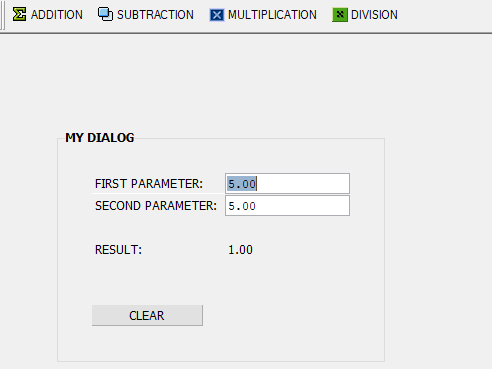 ADDITION SUBTRACTION MULTIPLICATION DIVISION
MY DIALOG
FIRST PARAMETER: 5.00
SECOND PARAMETER: 5.00
RESULT: 1.00
CLEAR